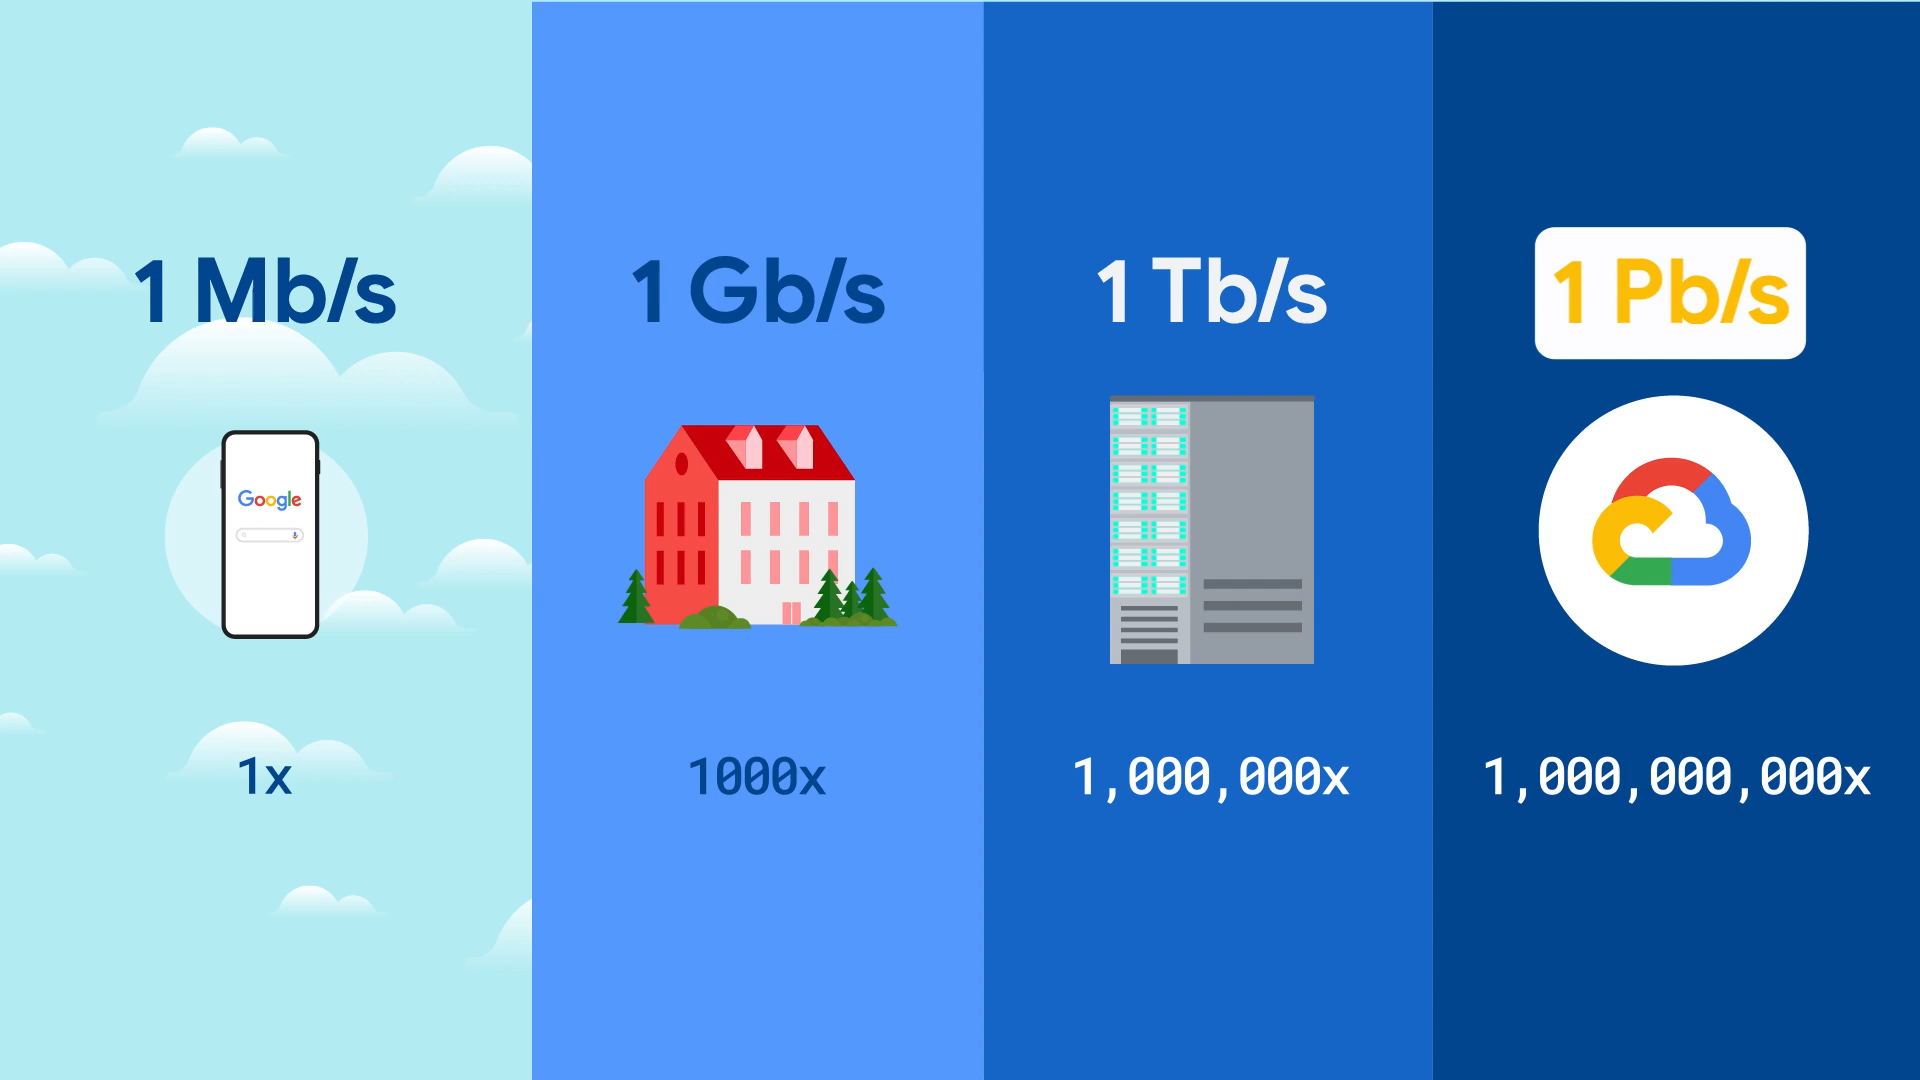 1 Mb/s
1 Gb/s
1 Tb/s
1 Pb/s
Google
1x
1000x
1,000,000x
1,000,000,000x